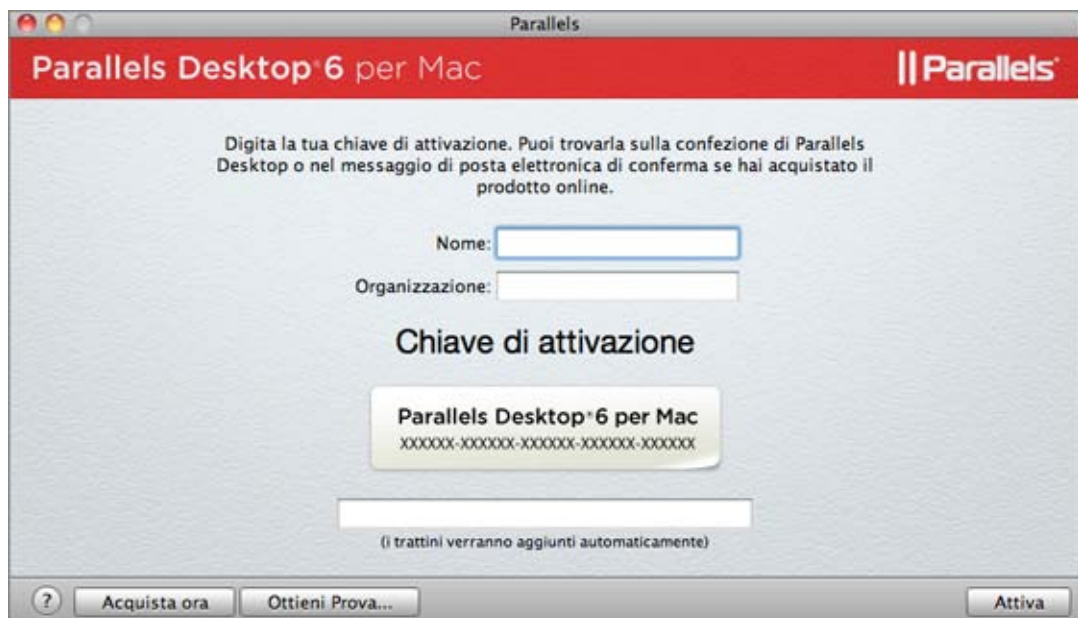 Parallels
Parallels Desktop®6 per Mac
Parallels®
Digita la tua chiave di attivazione. Puoi trovarla sulla confezione di Parallels
Desktop o nel messaggio di posta elettronica di conferma se hai acquistato il
prodotto online.
Nome:
Organizzazione:
Chiave di attivazione
Parallels Desktop®6 per Mac
XXXXXX-XXXXXX-XXXXXX-XXXXXX-XXXXXX
(i trattini verranno aggiunti automaticamente)
? Acquista ora Ottieni Prova... Attiva